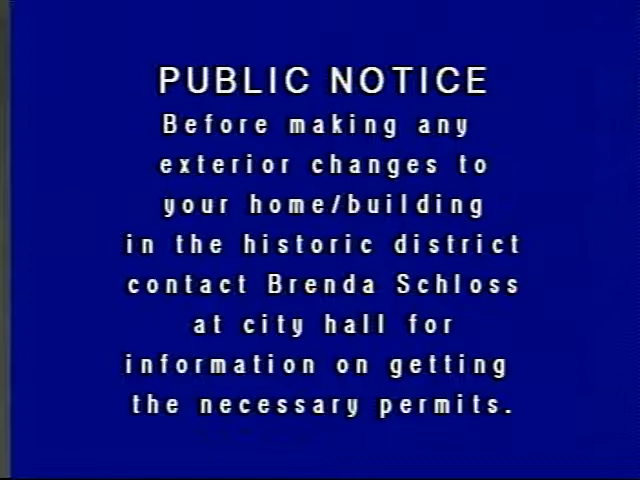 PUBLIC NOTICE
Before making any
exterior changes to
your home/building
in the historic district
contact Brenda Schloss
at city hall for
information on getting
the necessary permits.